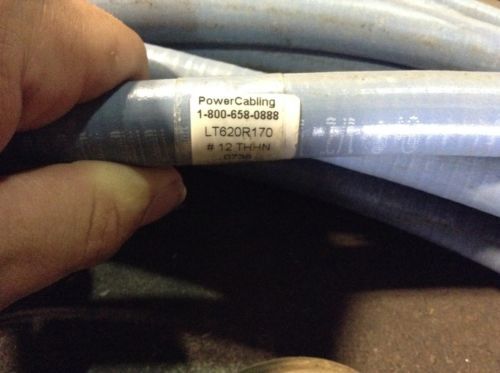 PowerCabling
1-800-658-0888
LT620R170
# 12 THHN